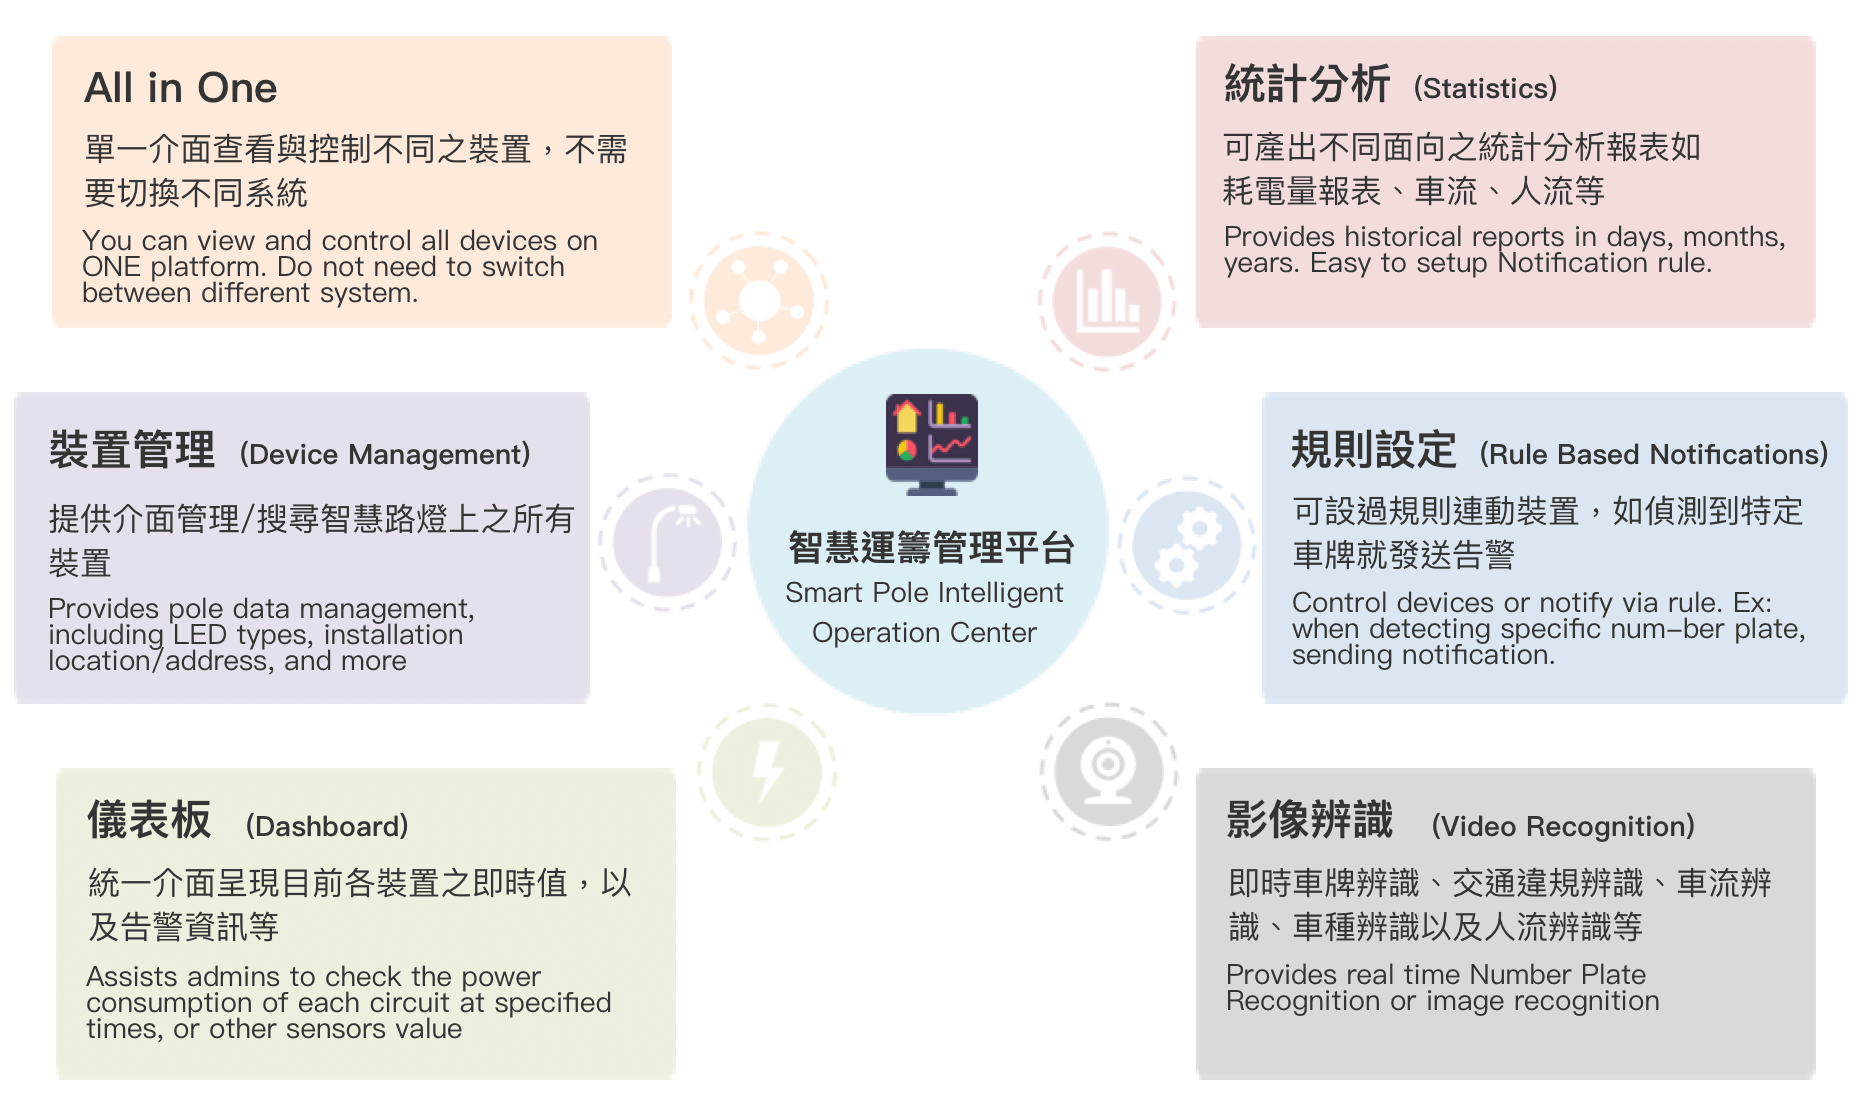 All in One
單一介面查看與控制不同之裝置，不需
要切換不同系統
You can view and control all devices on
ONE platform. Do not need to switch
between different system.
統計分析 (Statistics)
可產出不同面向之統計分析報表如
耗電量報表、車流、人流等
Provides historical reports in days, months,
years. Easy to setup Notification rule.
裝置管理 (Device Management)
提供介面管理/搜尋智慧路燈上之所有
裝置
Provides pole data management,
including LED types, installation
location/address, and more
智慧運籌管理平台
Smart Pole Intelligent
Operation Center
規則設定 (Rule Based Notifications)
可設過規則連動裝置，如偵測到特定
車牌就發送告警
Control devices or notify via rule. Ex:
when detecting specific num–ber plate,
sending notification.
儀表板 (Dashboard)
統一介面呈現目前各裝置之即時值，以
及告警資訊等
Assists admins to check the power
consumption of each circuit at specified
times, or other sensors value
影像辨識 (Video Recognition)
即時車牌辨識、交通違規辨識、車流辨
識、車種辨識以及人流辨識等
Provides real time Number Plate
Recognition or image recognition